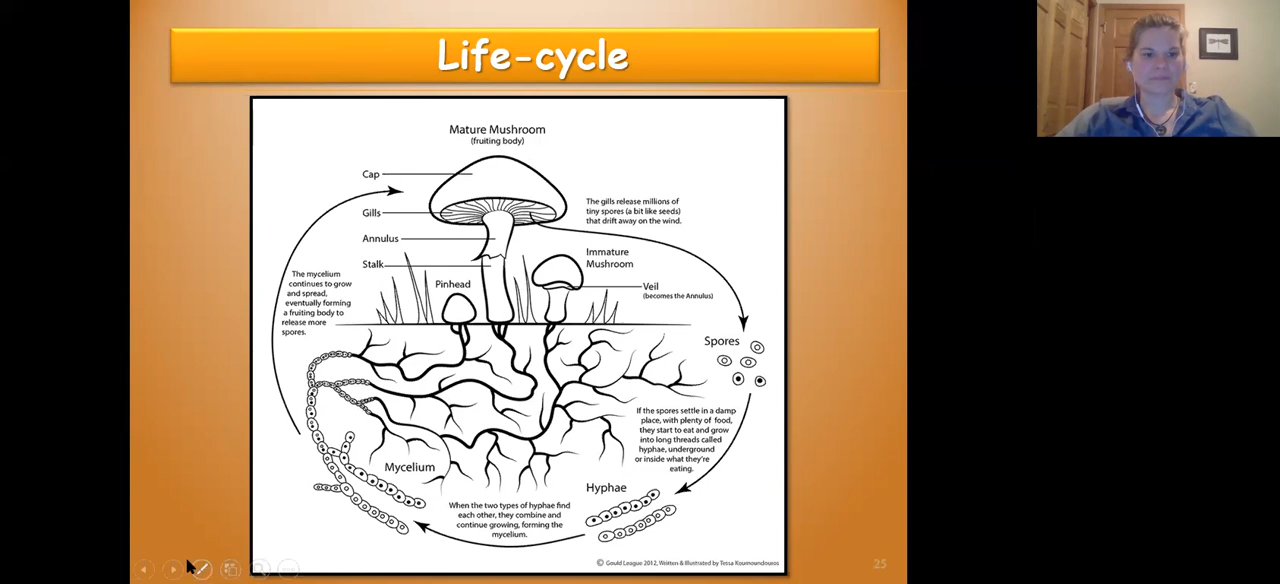 Life-cycle
Mature Mushroom
(fruiting body)
Cap
Gills
Annulus
Stalk
The gills release millions of
tiny spores (a bit like seeds)
that drift away on the wind.
Immature
Mushroom
Veil
(becomes the Annulus)
Pinhead
The mycelium
continues to grow
and spread,
eventually forming
a fruiting body to
release more
spores.
Spores
If the spores settle in a damp
place, with plenty of food,
they start to eat and grow
into long threads called
hyphae, underground
or inside what they're
eating.
Mycelium
Hyphae
When the two types of hyphae find
each other, they combine and
continue growing, forming the
mycelium.
© Gould League 2012, Written & Illustrated by Tessa Koumoundouros
25